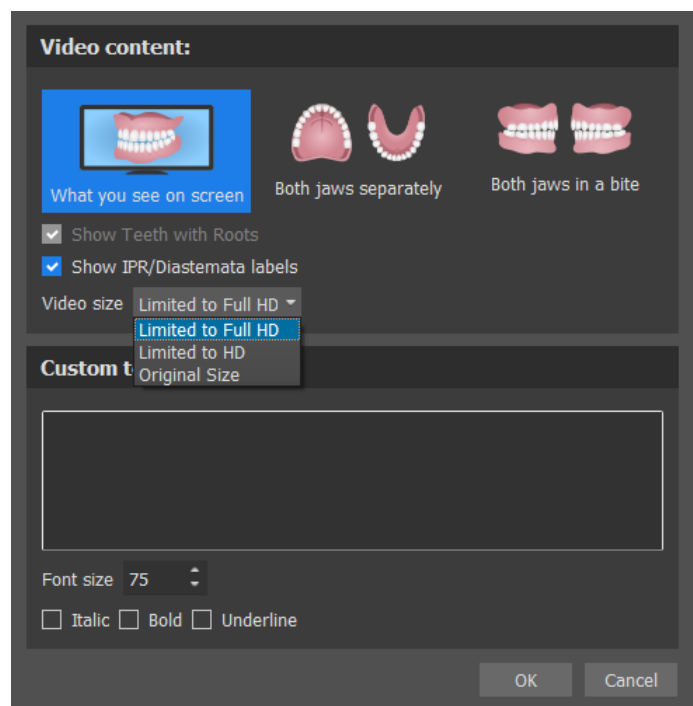 Video content:
What you see on screen
Both jaws separately
Both jaws in a bite
Show Teeth with Roots
Show IPR/Diastemata labels
Video size Limited to Full HD
Limited to Full HD
Limited to HD
Original Size
Custom
Font size 75
Italic Bold Underline
OK Cancel